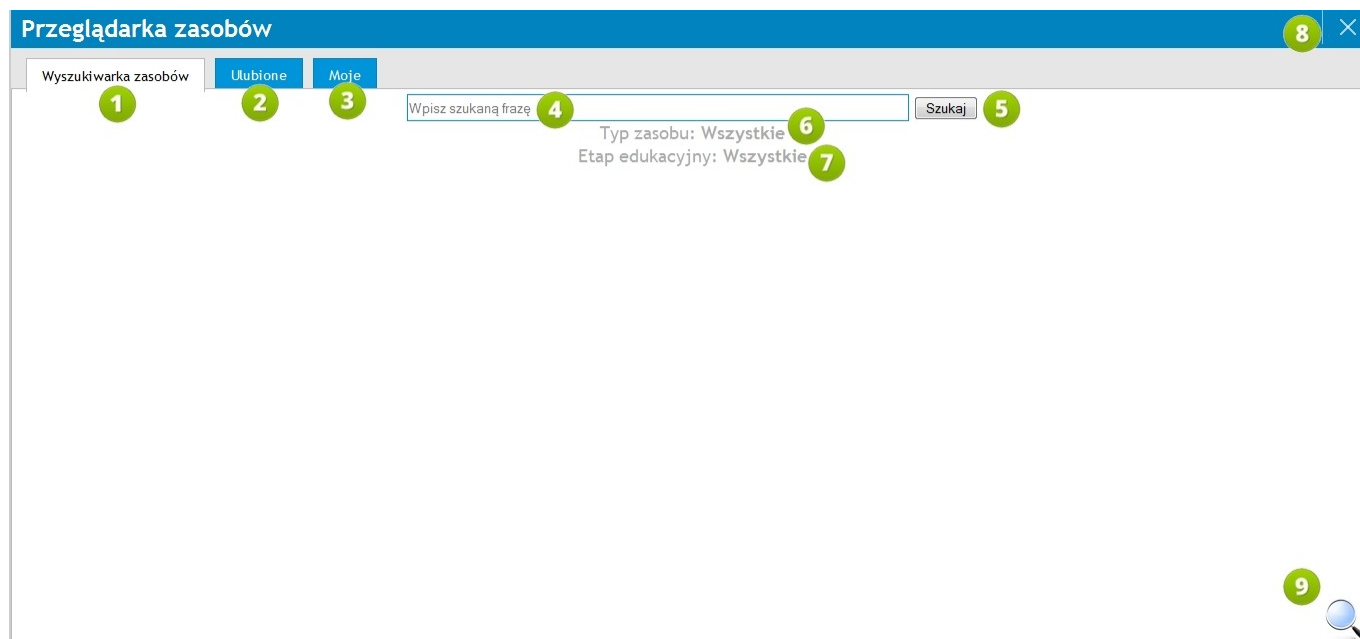 Przeglądarka zasobów 8
Wyszukiwarka zasobów Ulubione Moje
1 2 3
Wpisz szukaną frazę 4 Szukaj 5
Typ zasobu: Wszystkie 6
Etap edukacyjny: Wszystkie 7
9